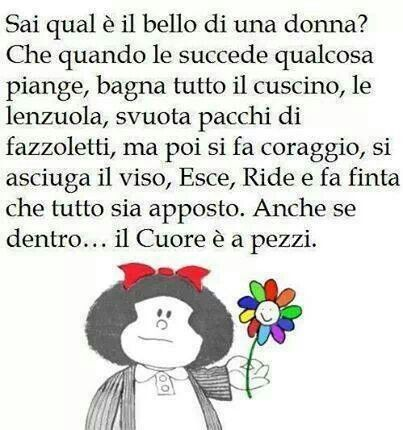 Sai qual è il bello di una donna?
Che quando le succede qualcosa
piange, bagna tutto il cuscino, le
lenzuola, svuota pacchi di
fazzoletti, ma poi si fa coraggio, si
asciuga il viso, Esce, Ride e fa finta
che tutto sia apposto. Anche se
dentro... il Cuore è a pezzi.